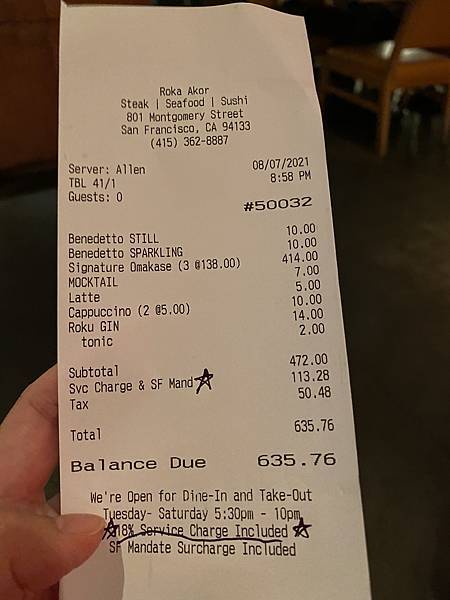 Roka Akor
Steak | Seafood | Sushi
801 Montgomery Street
San Francisco, CA 94133
(415) 362-8887
Server: Allen 08/07/2021
TBL 41/1 8:58 PM
Guests: 0
#50032
Benedetto STILL 10.00
Benedetto SPARKLING 10.00
Signature Omakase (3 @138.00) 414.00
MOCKTAIL 7.00
Latte 5.00
Cappuccino (2 @5.00) 10.00
Roku GIN 14.00
tonic 2.00
Subtotal 472.00
Svc Charge & SF Mand 113.28
Tax 50.48
Total 635.76
Balance Due 635.76
We're Open for Dine-In and Take-Out
Tuesday- Saturday 5:30pm - 10pm
18% Service Charge Included
SF Mandate Surcharge Included